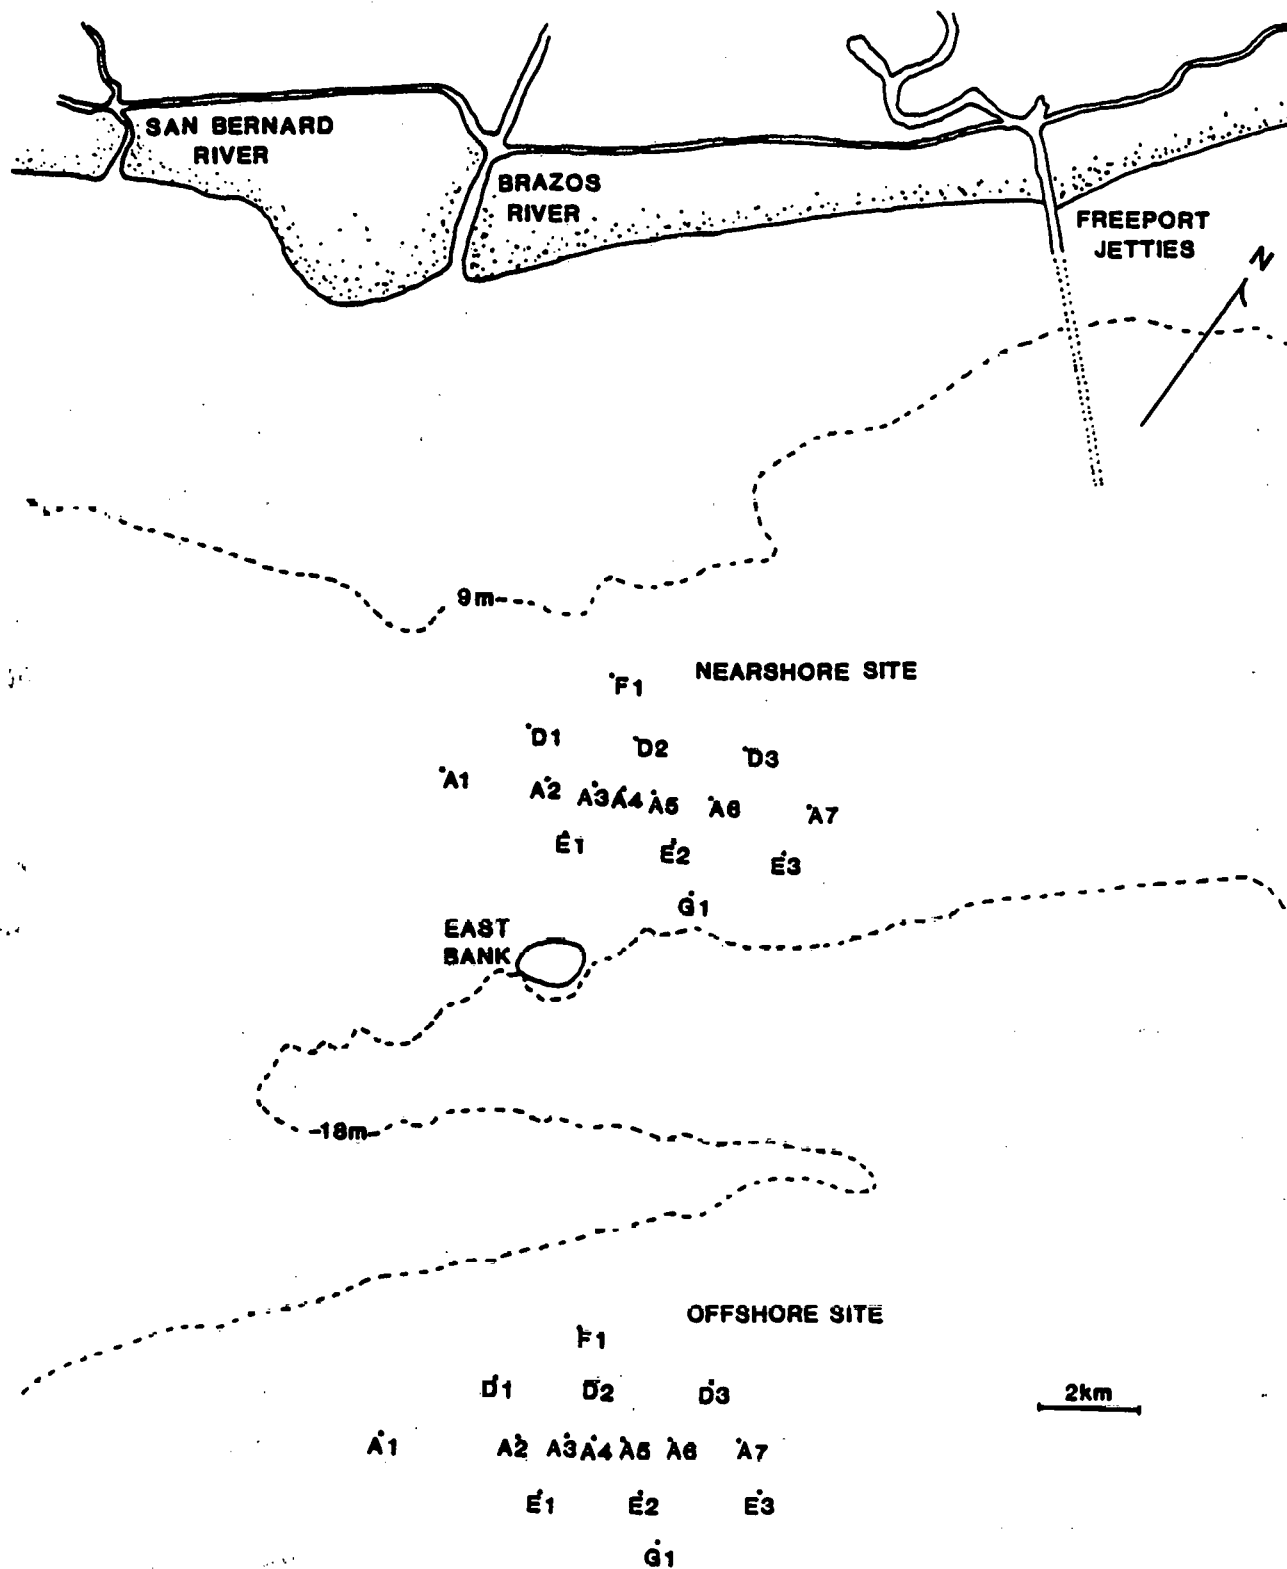 SAN BERNARD
RIVER
BRAZOS
RIVER
FREEPORT
JETTIES
N
9m
NEARSHORE SITE
F1
D1
D2
D3
A1
A2
A3
A4
A5
A6
A7
E1
E2
E3
G1
EAST
BANK
18m
OFFSHORE SITE
F1
D1
D2
D3
2km
A1
A2
A3
A4
A5
A6
A7
E1
E2
E3
G1